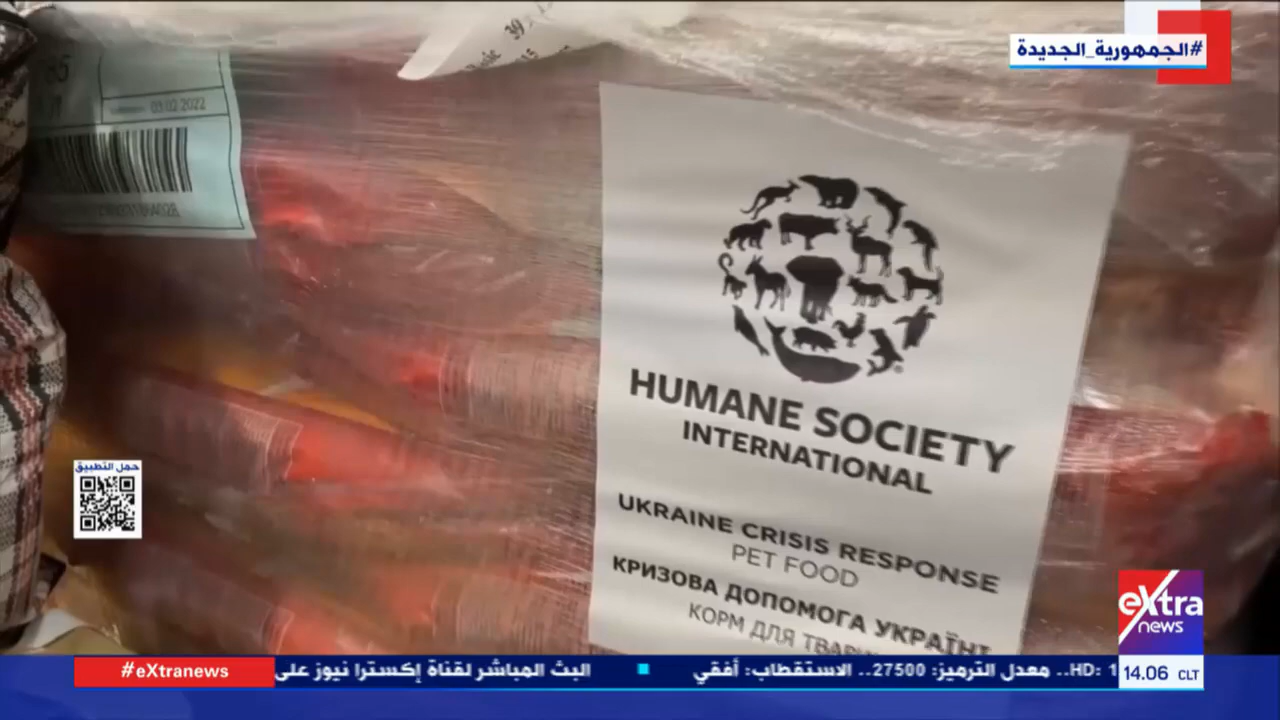 #الجمهورية_الجديدة
39
03.02.2022
HUMANE SOCIETY
INTERNATIONAL
UKRAINE CRISIS RESPONSE
PET FOOD
КРИЗОВА ДОПОМОГА УКРАЇНІ
КОРМ ДЛЯ
حمل التطبيق
eXtra
news
14.06 CLT
#eXtranews
HD: 1.. معدل الترميز: 27500.. الاستقطاب: أفقي
البث المباشر لقناة إكسترا نيوز على